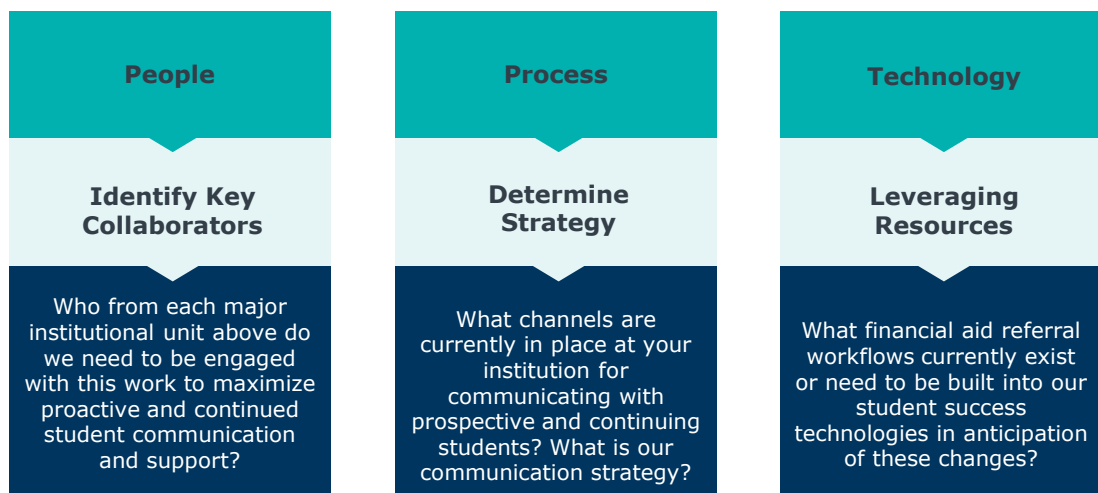 People
Identify Key
Collaborators
Who from each major
institutional unit above do
we need to be engaged
with this work to maximize
proactive and continued
student communication
and support?
Process
Determine
Strategy
What channels are
currently in place at your
institution for
communicating with
prospective and continuing
students? What is our
communication strategy?
Technology
Leveraging
Resources
What financial aid referral
workflows currently exist
or need to be built into our
student success
technologies in anticipation
of these changes?